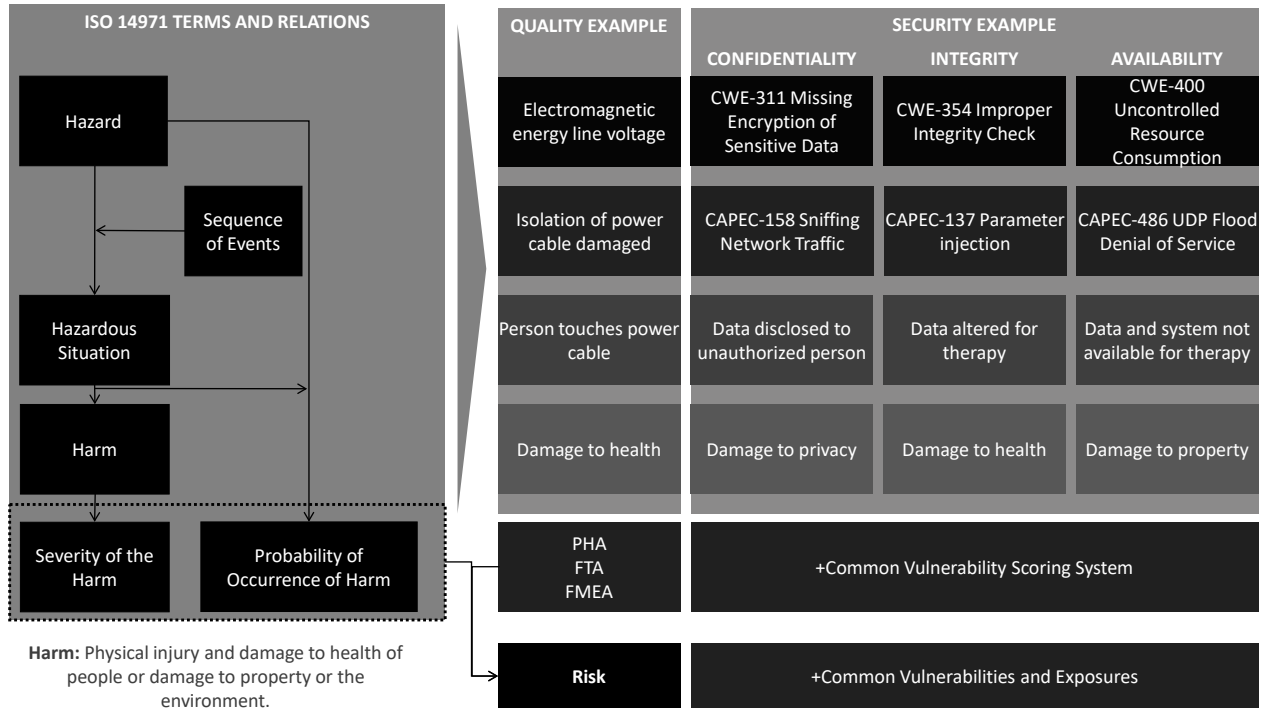 ISO 14971 TERMS AND RELATIONS
Hazard
Sequence
of Events
Hazardous
Situation
Harm
Severity of the
Harm
Probability of
Occurrence of Harm
Harm: Physical injury and damage to health of
people or damage to property or the
environment.
QUALITY EXAMPLE
SECURITY EXAMPLE
CONFIDENTIALITY
INTEGRITY
AVAILABILITY
Electromagnetic
energy line voltage
CWE-311 Missing
Encryption of
Sensitive Data
CWE-354 Improper
Integrity Check
CWE-400
Uncontrolled
Resource
Consumption
Isolation of power
cable damaged
CAPEC-158 Sniffing
Network Traffic
CAPEC-137 Parameter
injection
CAPEC-486 UDP Flood
Denial of Service
Person touches power
cable
Data disclosed to
unauthorized person
Data altered for
therapy
Data and system not
available for therapy
Damage to health
Damage to privacy
Damage to health
Damage to property
PHA
FTA
FMEA
+Common Vulnerability Scoring System
Risk
+Common Vulnerabilities and Exposures